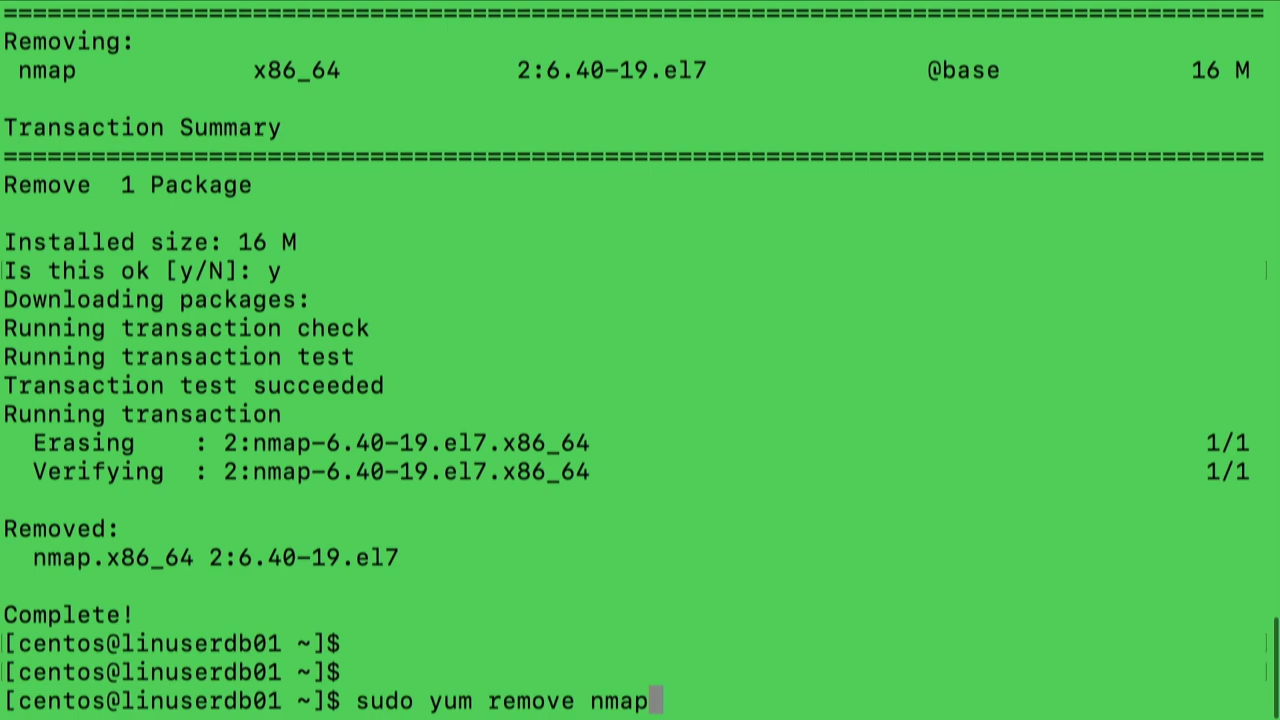 ================================================================================
Removing:
 nmap            x86_64            2:6.40-19.el7               @base             16 M

Transaction Summary
================================================================================
Remove  1 Package

Installed size: 16 M
Is this ok [y/N]: y
Downloading packages:
Running transaction check
Running transaction test
Transaction test succeeded
Running transaction
  Erasing    : 2:nmap-6.40-19.el7.x86_64                                          1/1
  Verifying  : 2:nmap-6.40-19.el7.x86_64                                          1/1

Removed:
  nmap.x86_64 2:6.40-19.el7

Complete!
[centos@linuserdb01 ~]$
[centos@linuserdb01 ~]$
[centos@linuserdb01 ~]$ sudo yum remove nmap